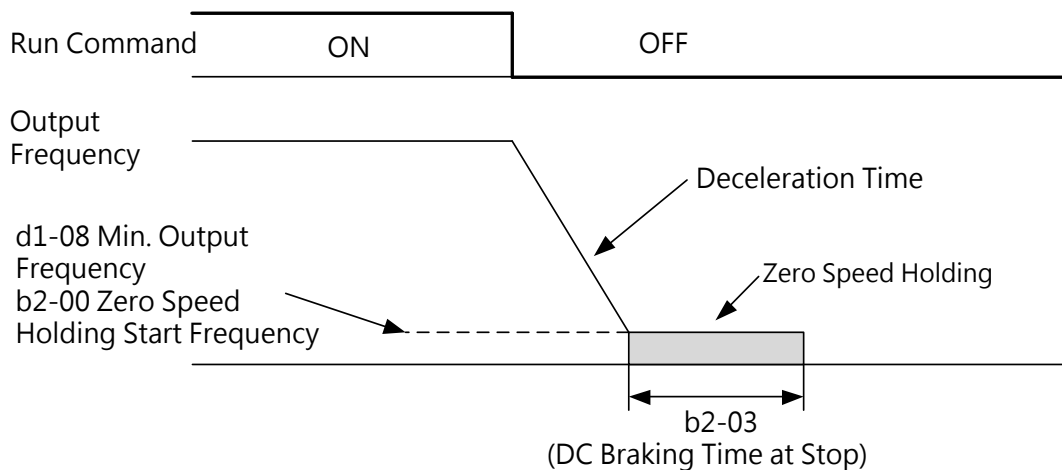 Run Command
ON
OFF
Output
Frequency
Deceleration Time
d1-08 Min. Output
Frequency
b2-00 Zero Speed
Holding Start Frequency
Zero Speed Holding
b2-03
(DC Braking Time at Stop)